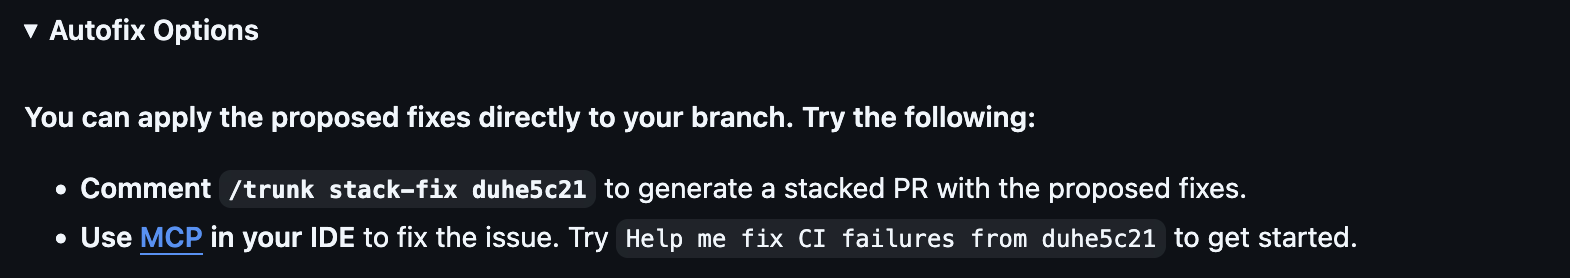 ▼ Autofix Options
You can apply the proposed fixes directly to your branch. Try the following:
• Comment /trunk stack-fix duhe5c21 to generate a stacked PR with the proposed fixes.
• Use MCP in your IDE to fix the issue. Try Help me fix CI failures from duhe5c21 to get started.